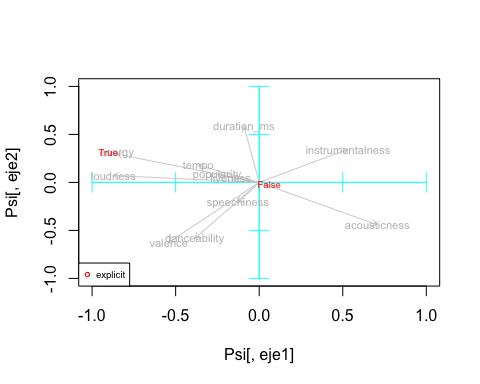 duration_ms
True
energy
instrumentalness
tempo
loudness
popularity
liveness
False
speechiness
acousticness
danceability
valence
explicit
1.0
0.5
0.0
-0.5
-1.0
Psi[, eje2]
-1.0 -0.5 0.0 0.5 1.0
Psi[, eje1]